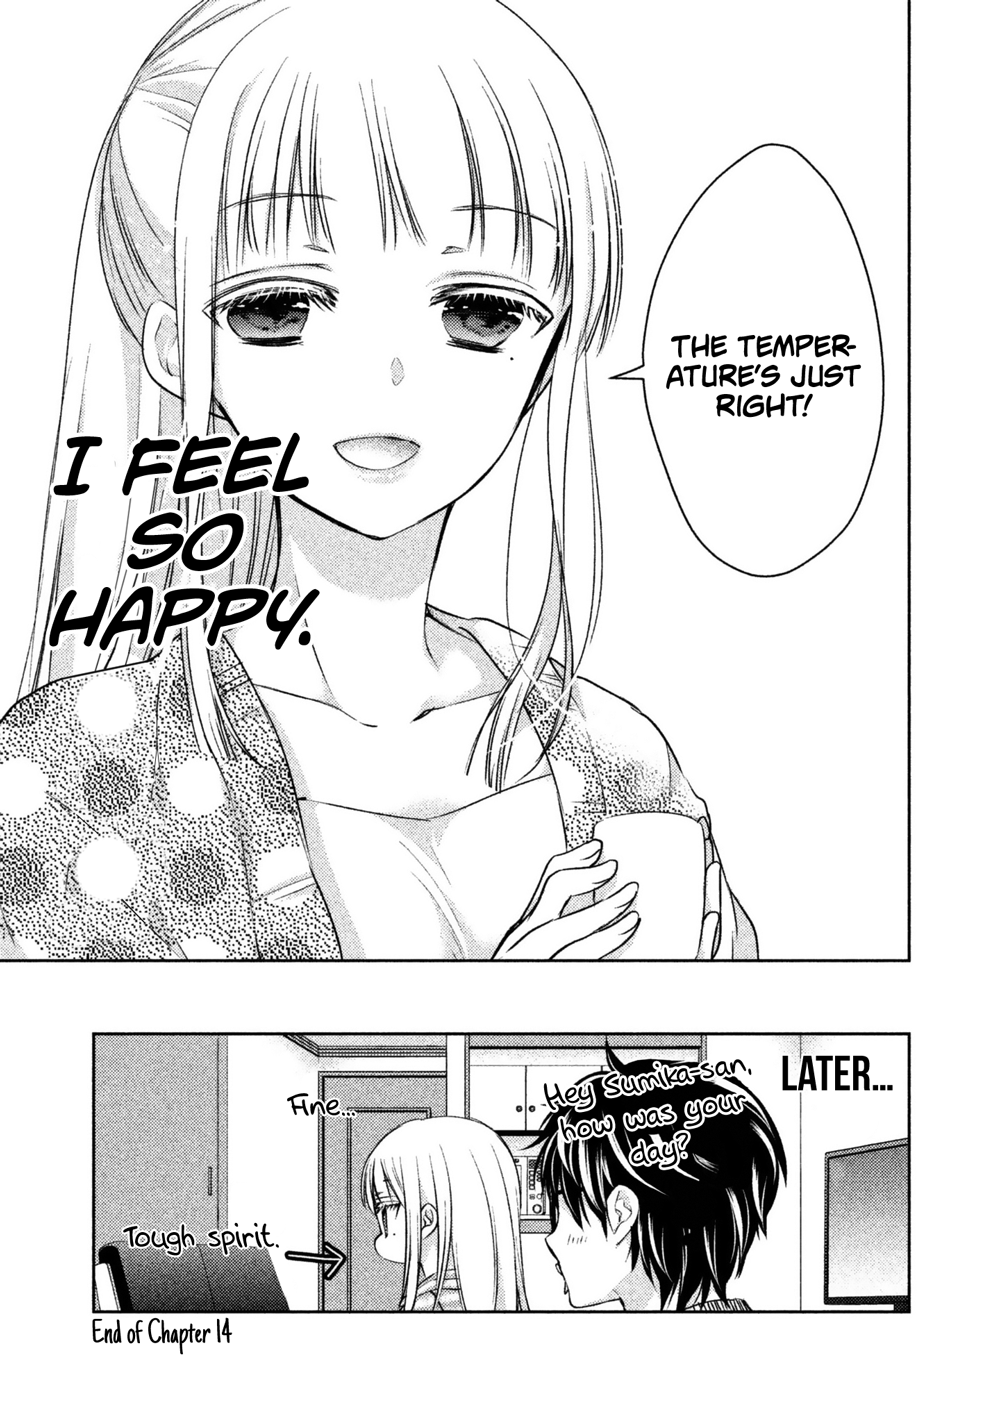 THE TEMPER-
ATURE'S JUST
RIGHT!
I FEEL
SO
HAPPY.
LATER...
Hey Sumika-san,
how was your
day?
Fine...
Tough spirit.
End of Chapter 14